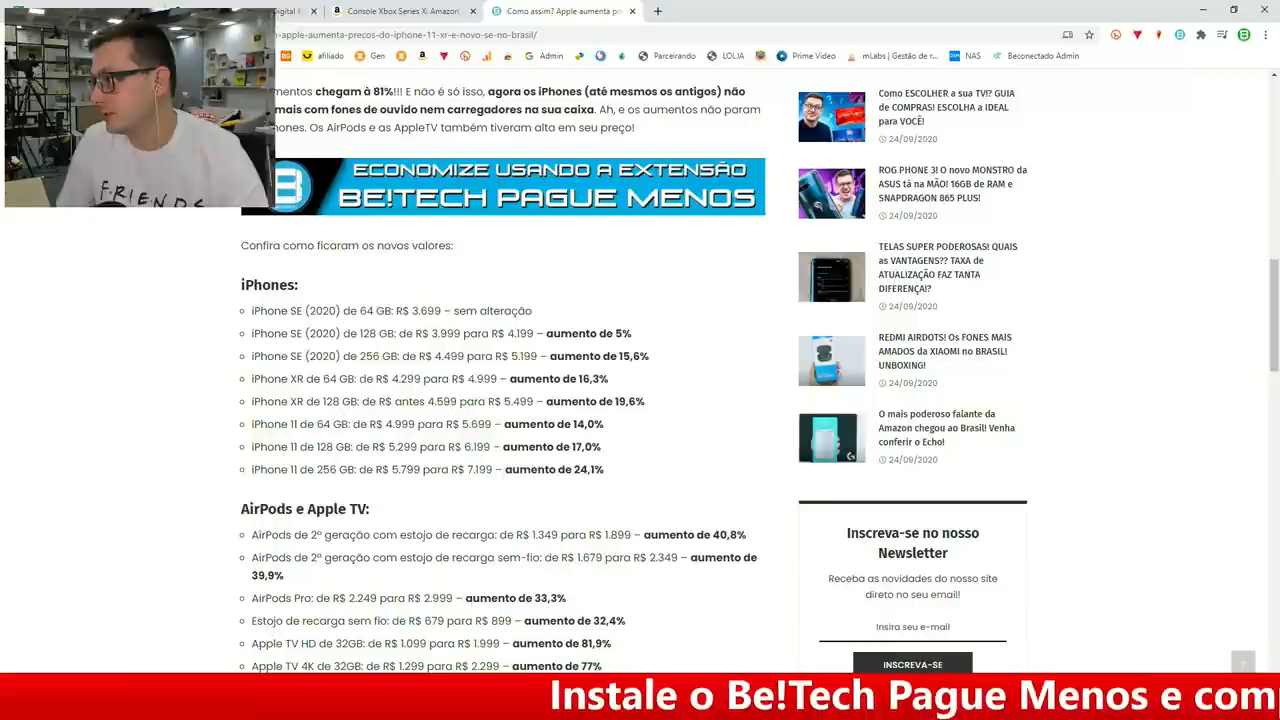 igital I
Console Xbox Series X: Amazon.
Como assim? Apple aumenta pre
-apple-aumenta-precos-do-iphone-11-xr-e-novo-se-no-brasil/
afiliado
Gen
Gen
Admin
Parceirando
LOLJA
Prime Video
mLabs | Gestão de r...
NAS
Beconectado Admin
mentos chegam à 81%!!! E não é só isso, agora os iPhones (até mesmos os antigos) não
mais com fones de ouvido nem carregadores na sua caixa. Ah, e os aumentos não param
hones. Os AirPods e as AppleTV também tiveram alta em seu preço!
ECONOMIZE USANDO A EXTENSÃO
BE!TECH PAGUE MENOS
Confira como ficaram os novos valores:
iPhones:
iPhone SE (2020) de 64 GB: R$ 3.699 – sem alteração
iPhone SE (2020) de 128 GB: de R$ 3.999 para R$ 4.199 – aumento de 5%
iPhone SE (2020) de 256 GB: de R$ 4.499 para R$ 5.199 – aumento de 15,6%
iPhone XR de 64 GB: de R$ 4.299 para R$ 4.999 – aumento de 16,3%
iPhone XR de 128 GB: de R$ antes 4.599 para R$ 5.499 – aumento de 19,6%
iPhone 11 de 64 GB: de R$ 4.999 para R$ 5.699 – aumento de 14,0%
iPhone 11 de 128 GB: de R$ 5.299 para R$ 6.199 – aumento de 17,0%
iPhone 11 de 256 GB: de R$ 5.799 para R$ 7.199 – aumento de 24,1%
AirPods e Apple TV:
AirPods de 2ª geração com estojo de recarga: de R$ 1.349 para R$ 1.899 – aumento de 40,8%
AirPods de 2ª geração com estojo de recarga sem-fio: de R$ 1.679 para R$ 2.349 – aumento de
39,9%
AirPods Pro: de R$ 2.249 para R$ 2.999 – aumento de 33,3%
Estojo de recarga sem fio: de R$ 679 para R$ 899 – aumento de 32,4%
Apple TV HD de 32GB: de R$ 1.099 para R$ 1.999 – aumento de 81,9%
Apple TV 4K de 32GB: de R$ 1.299 para R$ 2.299 – aumento de 77%
Como ESCOLHER a sua TV!? GUIA
de COMPRAS! ESCOLHA a IDEAL
para VOCÊ!
24/09/2020
ROG PHONE 3! O novo MONSTRO da
ASUS tá na MÃO! 16GB de RAM e
SNAPDRAGON 865 PLUS!
24/09/2020
TELAS SUPER PODEROSAS! QUAIS
as VANTAGENS?? TAXA de
ATUALIZAÇÃO FAZ TANTA
DIFERENÇA!?
24/09/2020
REDMI AIRDOTS! Os FONES MAIS
AMADOS da XIAOMI no BRASIL!
UNBOXING!
24/09/2020
O mais poderoso falante da
Amazon chegou ao Brasil! Venha
conferir o Echo!
24/09/2020
Inscreva-se no nosso
Newsletter
Receba as novidades do nosso site
direto no seu email!
Insira seu e-mail
INSCREVA-SE
FRIENDS
Instale o Be!Tech Pague Menos e com